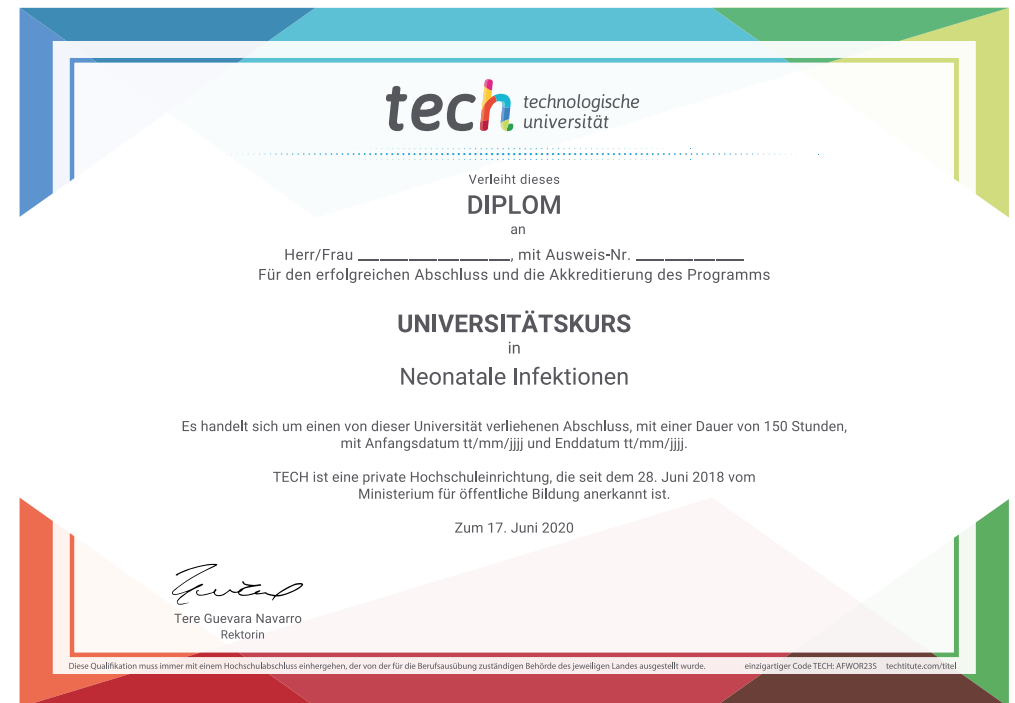 tech technologische
universität
Verleiht dieses
DIPLOM
an
Herr/Frau ____________________, mit Ausweis-Nr. ______________
Für den erfolgreichen Abschluss und die Akkreditierung des Programms
UNIVERSITÄTSKURS
in
Neonatale Infektionen
Es handelt sich um einen von dieser Universität verliehenen Abschluss, mit einer Dauer von 150 Stunden,
mit Anfangsdatum tt/mm/jjjj und Enddatum tt/mm/jjjj.
TECH ist eine private Hochschuleinrichtung, die seit dem 28. Juni 2018 vom
Ministerium für öffentliche Bildung anerkannt ist.
Zum 17. Juni 2020
Tere Guevara Navarro
Rektorin
Diese Qualifikation muss immer mit einem Hochschulabschluss einhergehen, der von der für die Berufsausübung zuständigen Behörde des jeweiligen Landes ausgestellt wurde. einzigartiger Code TECH: AFWOR23S techtitute.com/titel